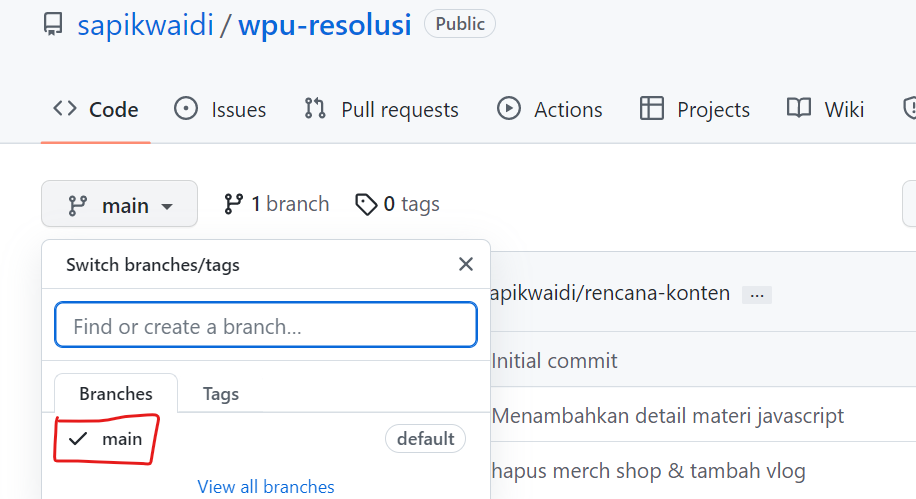 sapikwaidi / wpu-resolusi Public
Code Issues Pull requests Actions Projects Wiki
main 1 branch 0 tags
Switch branches/tags
apikwaidi/rencana-konten ...
Find or create a branch...
Initial commit
Branches Tags
Menambahkan detail materi javascript
main default
hapus merch shop & tambah vlog
View all branches